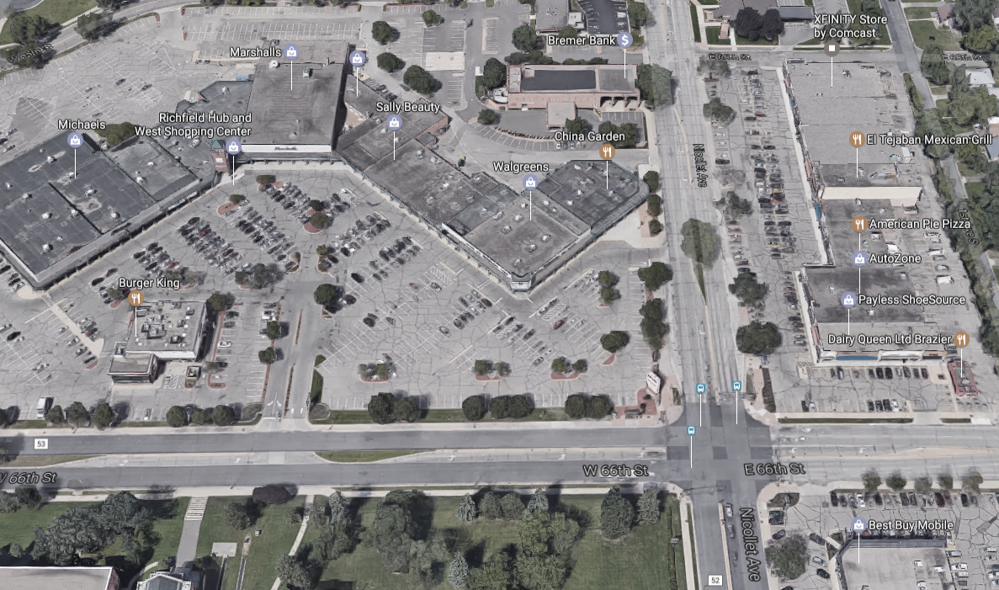 XFINITY Store
by Comcast
Bremer Bank
$
Marshalls
E 65th St
Sally Beauty
Richfield Hub and
West Shopping Center
Michaels
China Garden
El Tejaban Mexican Grill
Walgreens
Nicollet Ave
American Pie Pizza
AutoZone
Burger King
Payless ShoeSource
Dairy Queen Ltd Brazier
53
W 66th St
E 66th St
W 66th St
Nicollet Ave
Best Buy Mobile
52